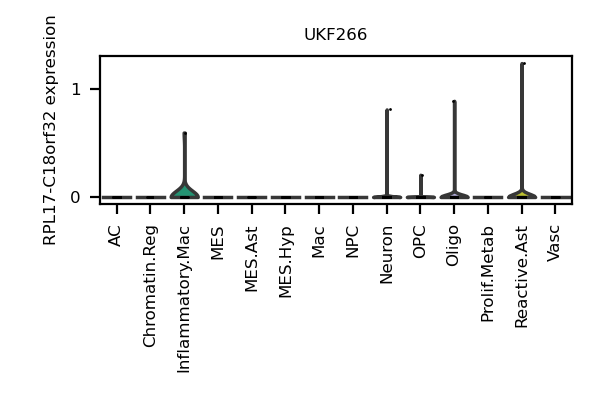 UKF266
RPL17-C18orf32 expression
1
0
AC
Chromatin.Reg
Inflammatory.Mac
MES
MES.Ast
MES.Hyp
Mac
NPC
Neuron
OPC
Oligo
Prolif.Metab
Reactive.Ast
Vasc